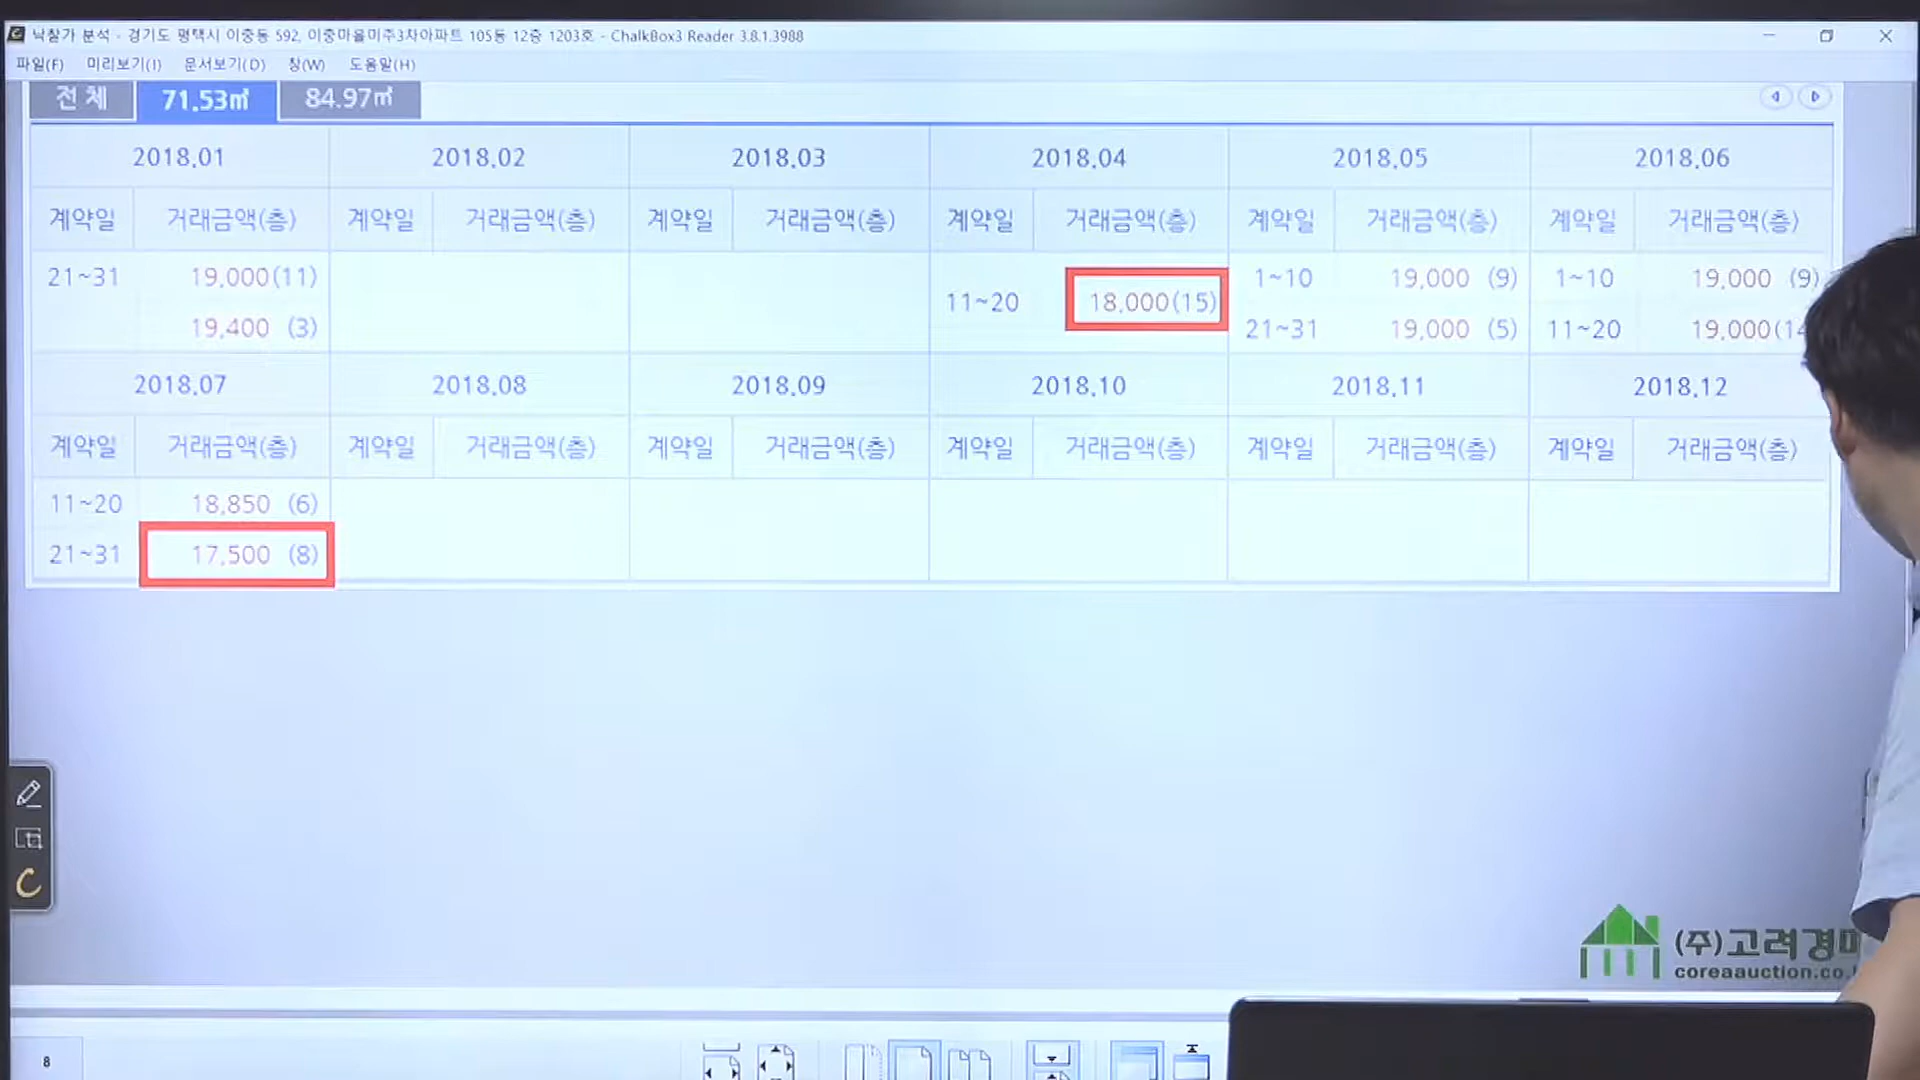 낙찰가 분석 - 경기도 평택시 이충동 592, 이충마을미주3차아파트 105동 12층 1203호 - ChalkBox3 Reader 3.8.1.3988
파일(F) 미리보기(I) 문서보기(D) 창(W) 도움말(H)
전체 71.53㎡ 84.97㎡
2018.01 2018.02 2018.03 2018.04 2018.05 2018.06
계약일 거래금액(층) 계약일 거래금액(층) 계약일 거래금액(층) 계약일 거래금액(층) 계약일 거래금액(층) 계약일 거래금액(층)
21~31 19,000(11) 11~20 18,000(15) 1~10 19,000 (9) 1~10 19,000 (9)
19,400 (3) 21~31 19,000 (5) 11~20 19,000(14
2018.07 2018.08 2018.09 2018.10 2018.11 2018.12
계약일 거래금액(층) 계약일 거래금액(층) 계약일 거래금액(층) 계약일 거래금액(층) 계약일 거래금액(층) 계약일 거래금액(층)
11~20 18,850 (6)
21~31 17,500 (8)
(주)고려경매
coreaauction.co.
8